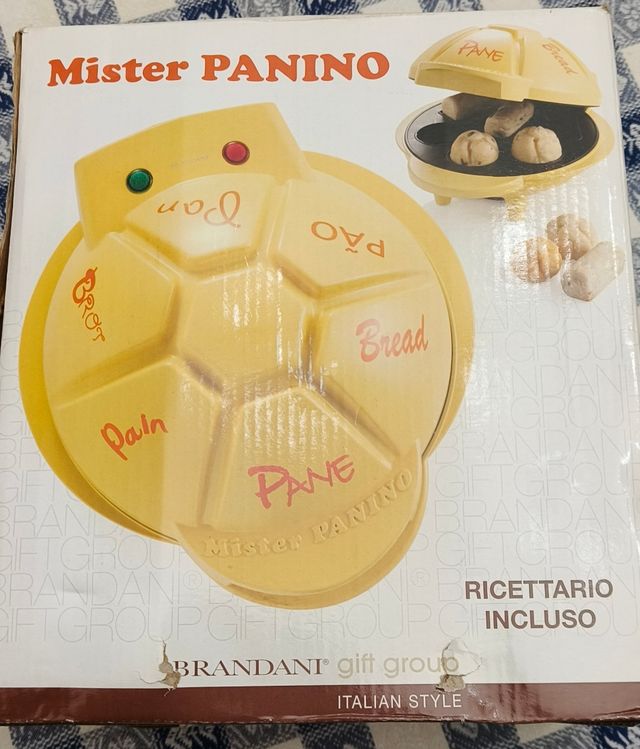 Mister PANINO
PANE
Bread
Pan
PÃO
BROT
Bread
Pain
PANE
Mister PANINO
RICETTARIO
INCLUSO
BRANDANI® gift group
ITALIAN STYLE